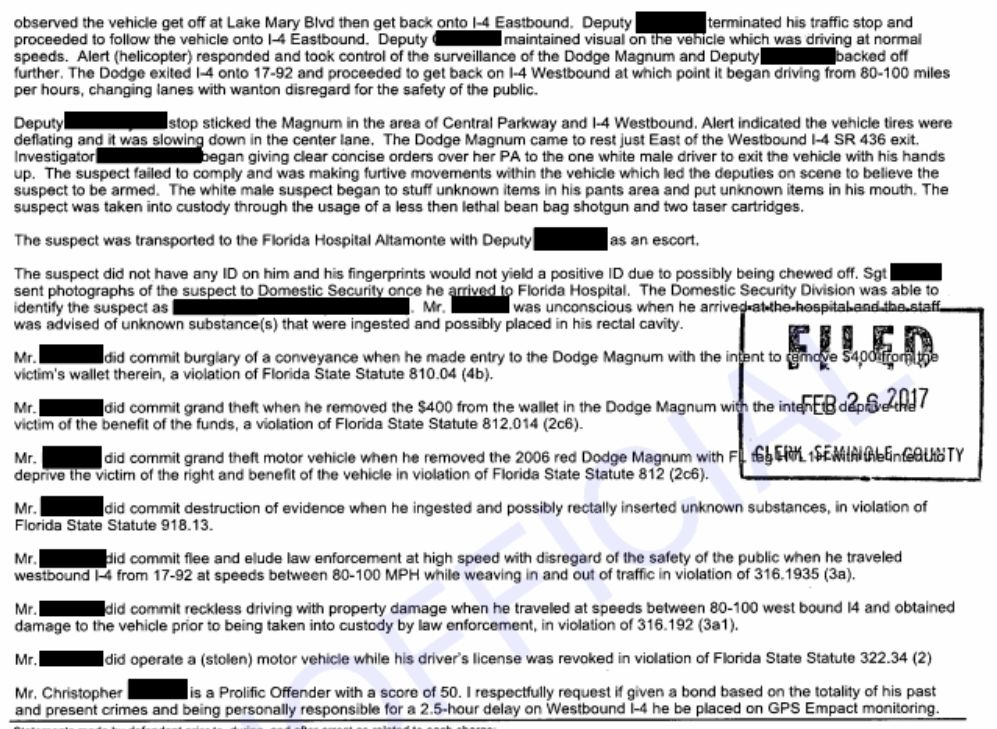 observed the vehicle get off at Lake Mary Blvd then get back onto I-4 Eastbound. Deputy terminated his traffic stop and
proceeded to follow the vehicle onto I-4 Eastbound. Deputy maintained visual on the vehicle which was driving at normal
speeds. Alert (helicopter) responded and took control of the surveillance of the Dodge Magnum and Deputy backed off
further. The Dodge exited I-4 onto 17-92 and proceeded to get back on I-4 Westbound at which point it began driving from 80-100 miles
per hours, changing lanes with wanton disregard for the safety of the public.
Deputy stop sticked the Magnum in the area of Central Parkway and I-4 Westbound. Alert indicated the vehicle tires were
deflating and it was slowing down in the center lane. The Dodge Magnum came to rest just East of the Westbound I-4 SR 436 exit.
Investigator began giving clear concise orders over her PA to the one white male driver to exit the vehicle with his hands
up. The suspect failed to comply and was making furtive movements within the vehicle which led the deputies on scene to believe the
suspect to be armed. The white male suspect began to stuff unknown items in his pants area and put unknown items in his mouth. The
suspect was taken into custody through the usage of a less then lethal bean bag shotgun and two taser cartridges.
The suspect was transported to the Florida Hospital Altamonte with Deputy as an escort.
The suspect did not have any ID on him and his fingerprints would not yield a positive ID due to possibly being chewed off. Sgt
sent photographs of the suspect to Domestic Security once he arrived to Florida Hospital. The Domestic Security Division was able to
identify the suspect as . Mr. was unconscious when he arrived at the hospital and the staff
was advised of unknown substance(s) that were ingested and possibly placed in his rectal cavity.
Mr. did commit burglary of a conveyance when he made entry to the Dodge Magnum with the intent to remove $400 from the
victim's wallet therein, a violation of Florida State Statute 810.04 (4b).
Mr. did commit grand theft when he removed the $400 from the wallet in the Dodge Magnum with the intent to deprive the
victim of the benefit of the funds, a violation of Florida State Statute 812.014 (2c6).
Mr. did commit grand theft motor vehicle when he removed the 2006 red Dodge Magnum with FL tag with the intent to
deprive the victim of the right and benefit of the vehicle in violation of Florida State Statute 812 (2c6).
Mr. did commit destruction of evidence when he ingested and possibly rectally inserted unknown substances, in violation of
Florida State Statute 918.13.
Mr. did commit flee and elude law enforcement at high speed with disregard of the safety of the public when he traveled
westbound I-4 from 17-92 at speeds between 80-100 MPH while weaving in and out of traffic in violation of 316.1935 (3a).
Mr. did commit reckless driving with property damage when he traveled at speeds between 80-100 west bound I4 and obtained
damage to the vehicle prior to being taken into custody by law enforcement, in violation of 316.192 (3a1).
Mr. did operate a (stolen) motor vehicle while his driver's license was revoked in violation of Florida State Statute 322.34 (2)
Mr. Christopher is a Prolific Offender with a score of 50. I respectfully request if given a bond based on the totality of his past
and present crimes and being personally responsible for a 2.5-hour delay on Westbound I-4 he be placed on GPS Empact monitoring.
FILED
FEB 26 2017
CLERK SEMINOLE COUNTY
OFFICIAL